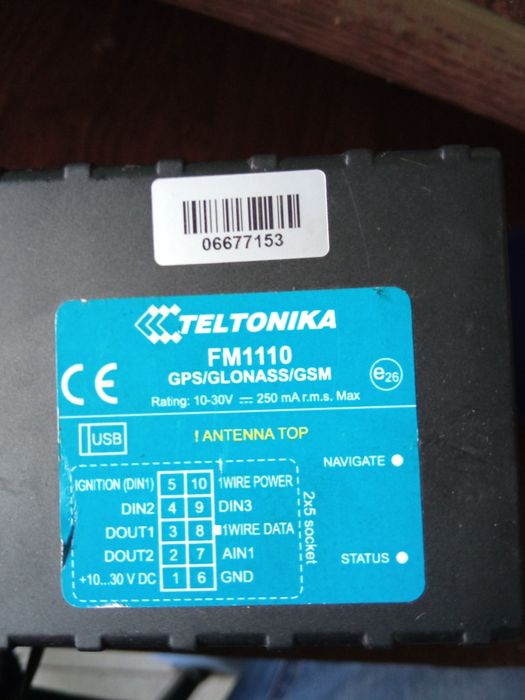 06677153
TELTONIKA
FM1110
GPS/GLONASS/GSM
CE
e26
Rating: 10-30V ⎓ 250 mA r.m.s. Max
USB
! ANTENNA TOP
NAVIGATE
IGNITION (DIN1) 5 10 1WIRE POWER
DIN2 4 9 DIN3
DOUT1 3 8 1WIRE DATA
DOUT2 2 7 AIN1
+10...30 V DC 1 6 GND
2x5 socket
STATUS